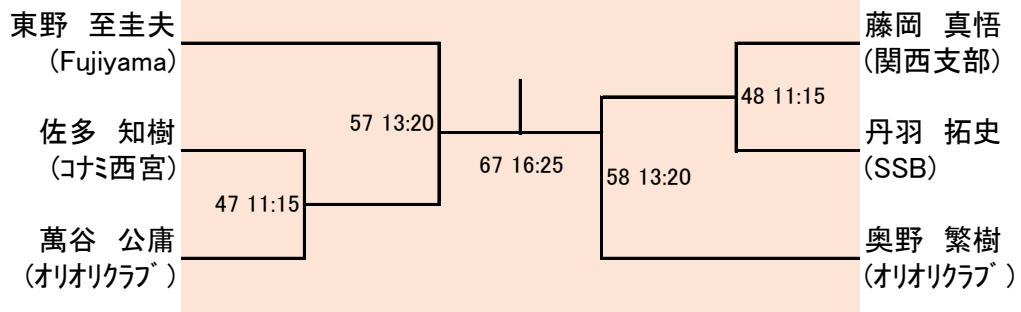 東野　至圭夫
(Fujiyama)
佐多　知樹
(コナミ西宮)
萬谷　公庸
(オリオリクラブ)
57 13:20
47 11:15
67 16:25
48 11:15
58 13:20
藤岡　真悟
(関西支部)
丹羽　拓史
(SSB)
奥野　繁樹
(オリオリクラブ)